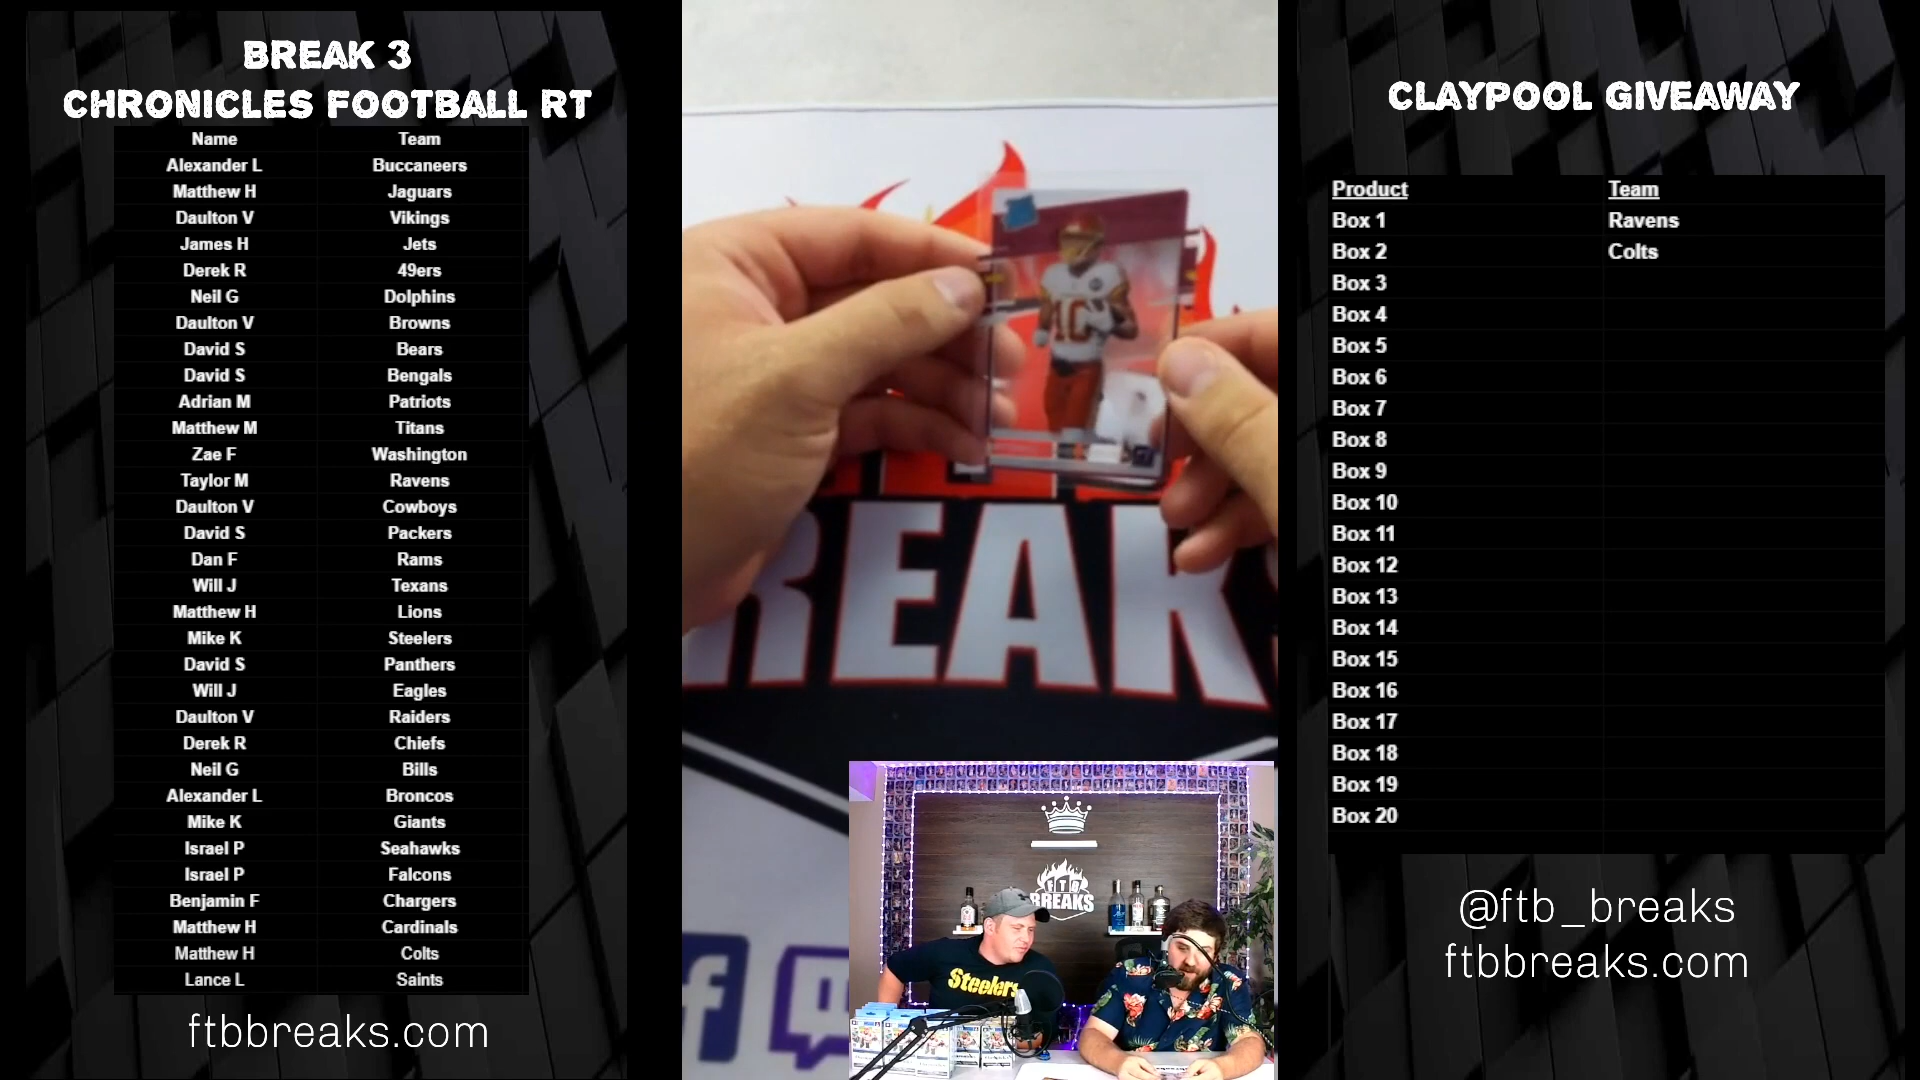 BREAK 3
CHRONICLES FOOTBALL RT
Name Team
Alexander L Buccaneers
Matthew H Jaguars
Daulton V Vikings
James H Jets
Derek R 49ers
Neil G Dolphins
Daulton V Browns
David S Bears
David S Bengals
Adrian M Patriots
Matthew M Titans
Zae F Washington
Taylor M Ravens
Daulton V Cowboys
David S Packers
Dan F Rams
Will J Texans
Matthew H Lions
Mike K Steelers
David S Panthers
Will J Eagles
Daulton V Raiders
Derek R Chiefs
Neil G Bills
Alexander L Broncos
Mike K Giants
Israel P Seahawks
Israel P Falcons
Benjamin F Chargers
Matthew H Cardinals
Matthew H Colts
Lance L Saints
ftbbreaks.com
10
BREAKS
f
FTB
BREAKS
Steelers
CLAYPOOL GIVEAWAY
Product Team
Box 1 Ravens
Box 2 Colts
Box 3
Box 4
Box 5
Box 6
Box 7
Box 8
Box 9
Box 10
Box 11
Box 12
Box 13
Box 14
Box 15
Box 16
Box 17
Box 18
Box 19
Box 20
@ftb_breaks
ftbbreaks.com